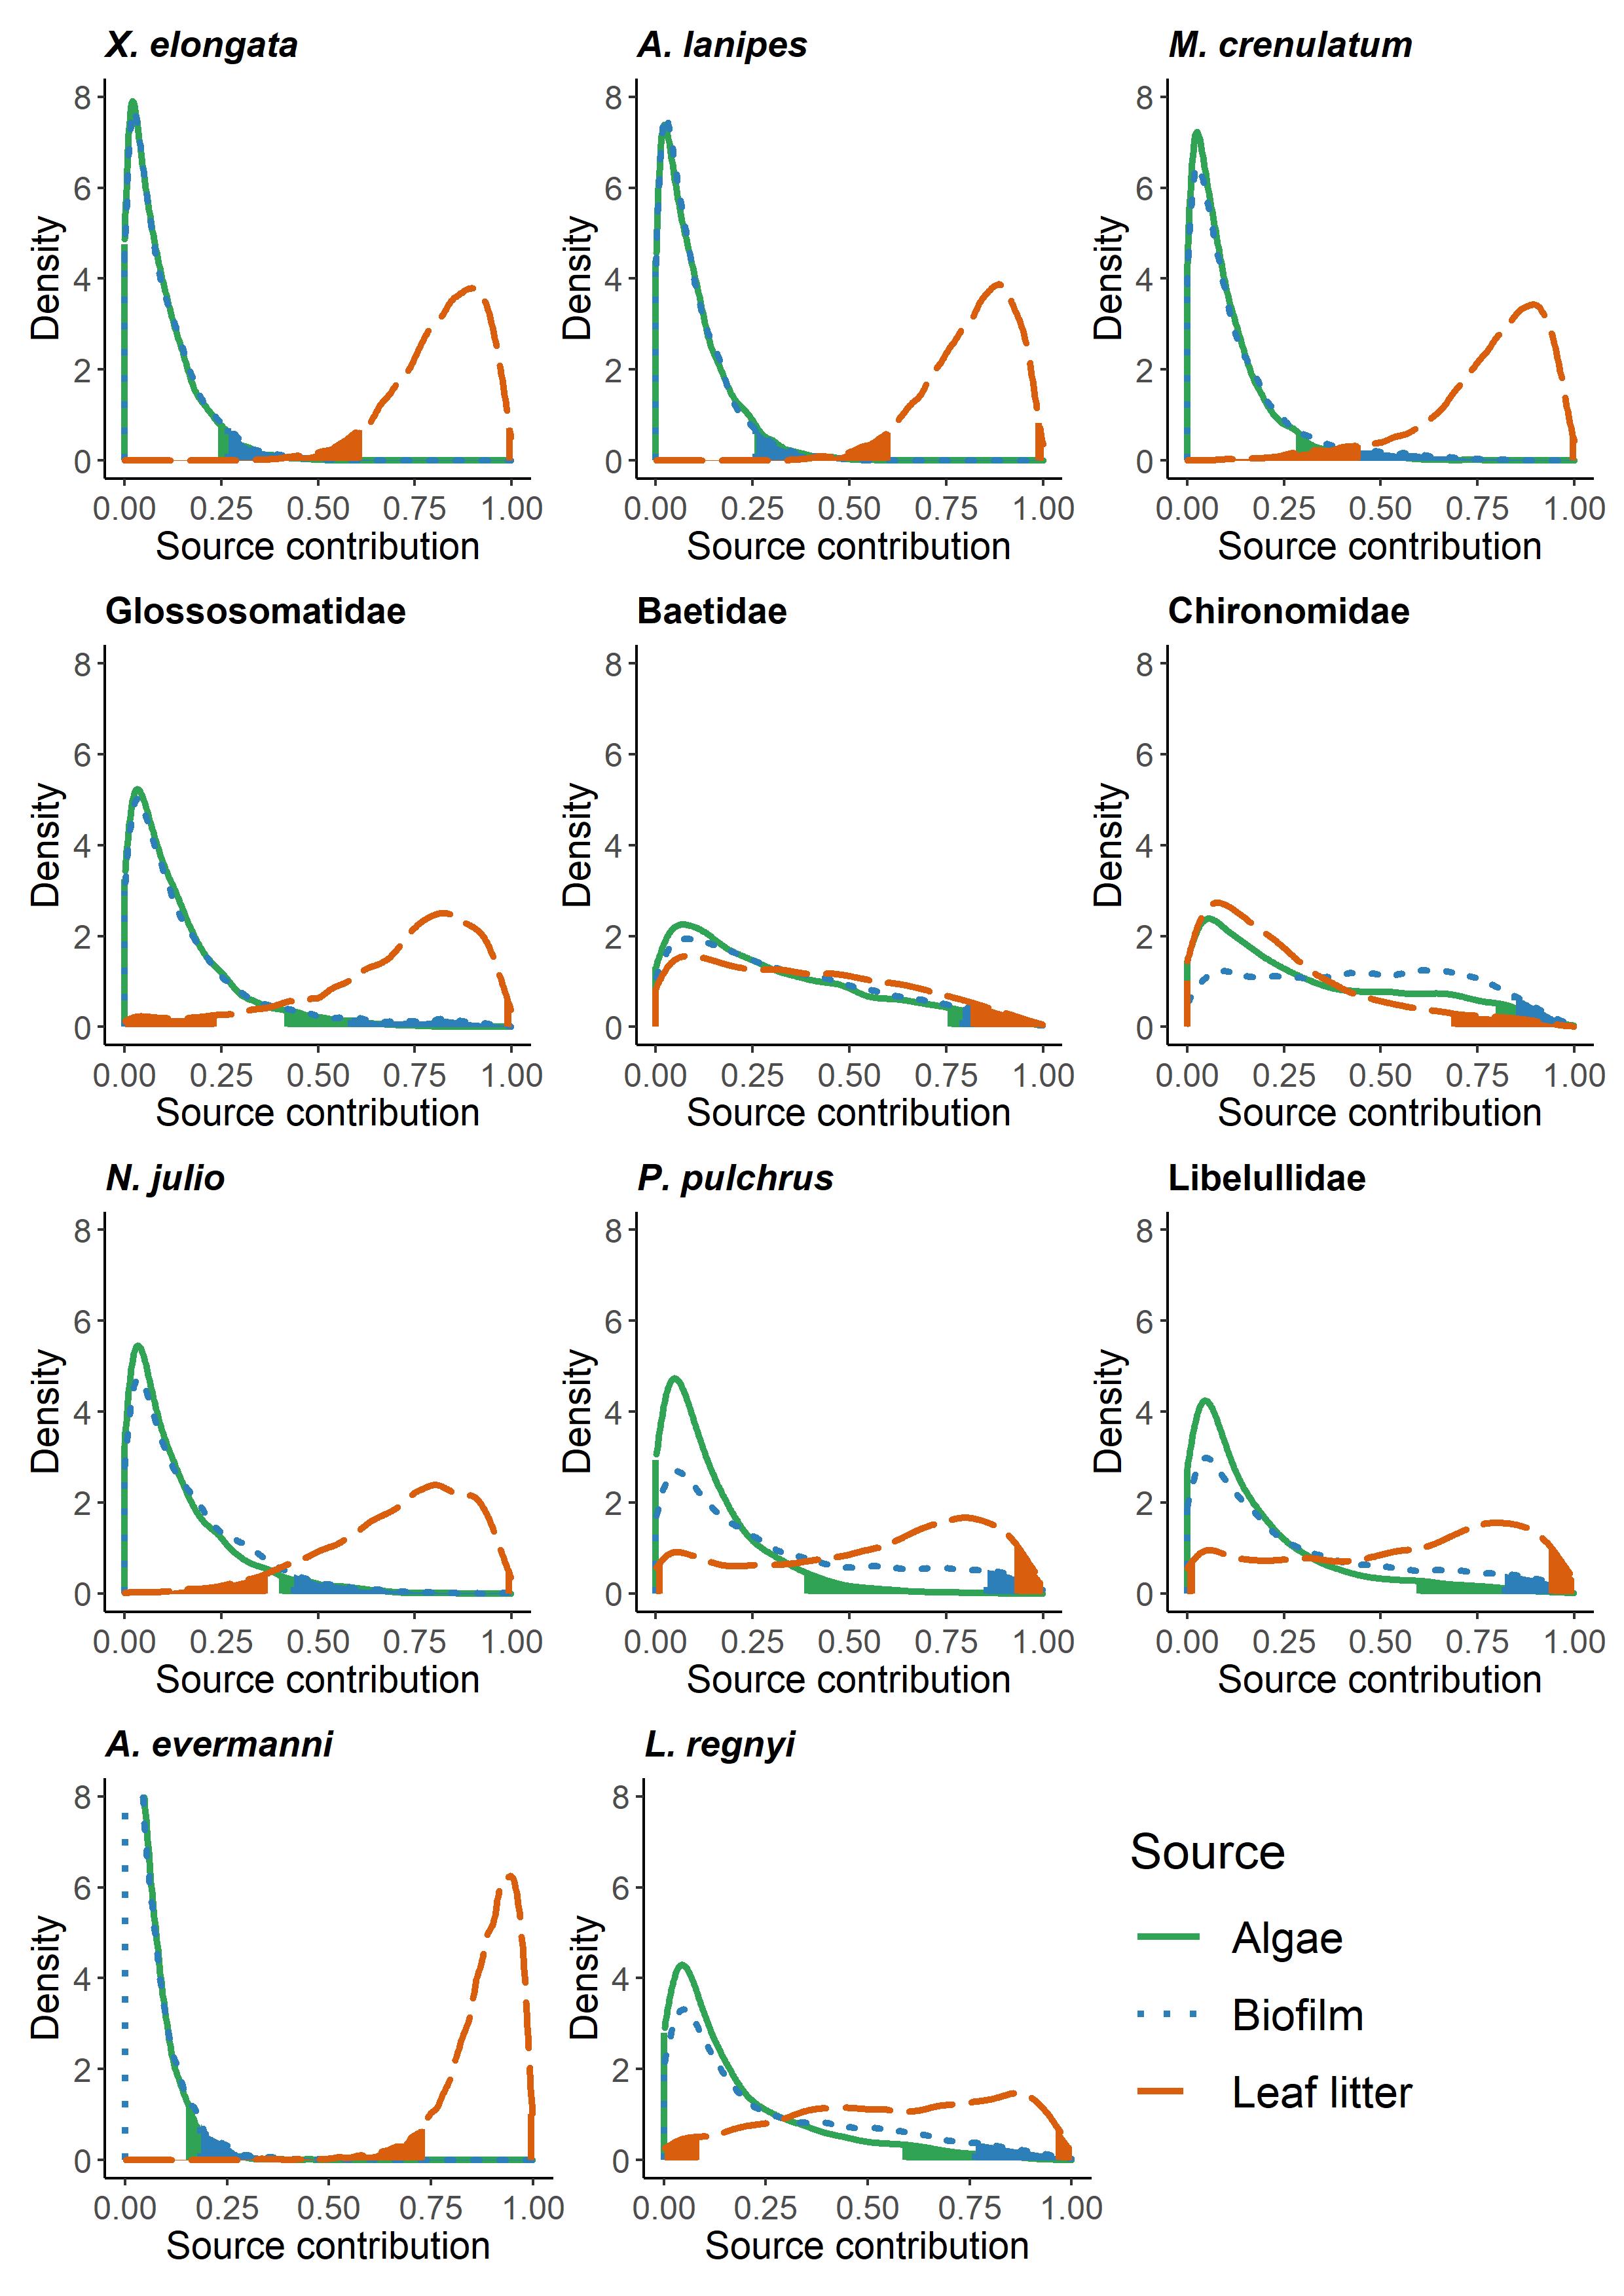 X. elongata
A. lanipes
M. crenulatum
Density
8
6
4
2
0
0.00 0.25 0.50 0.75 1.00
Source contribution
Density
8
6
4
2
0
0.00 0.25 0.50 0.75 1.00
Source contribution
Density
8
6
4
2
0
0.00 0.25 0.50 0.75 1.00
Source contribution
Glossosomatidae
Baetidae
Chironomidae
Density
8
6
4
2
0
0.00 0.25 0.50 0.75 1.00
Source contribution
Density
8
6
4
2
0
0.00 0.25 0.50 0.75 1.00
Source contribution
Density
8
6
4
2
0
0.00 0.25 0.50 0.75 1.00
Source contribution
N. julio
P. pulchrus
Libelullidae
Density
8
6
4
2
0
0.00 0.25 0.50 0.75 1.00
Source contribution
Density
8
6
4
2
0
0.00 0.25 0.50 0.75 1.00
Source contribution
Density
8
6
4
2
0
0.00 0.25 0.50 0.75 1.00
Source contribution
A. evermanni
L. regnyi
Density
8
6
4
2
0
0.00 0.25 0.50 0.75 1.00
Source contribution
Density
8
6
4
2
0
0.00 0.25 0.50 0.75 1.00
Source contribution
Source
Algae
Biofilm
Leaf litter